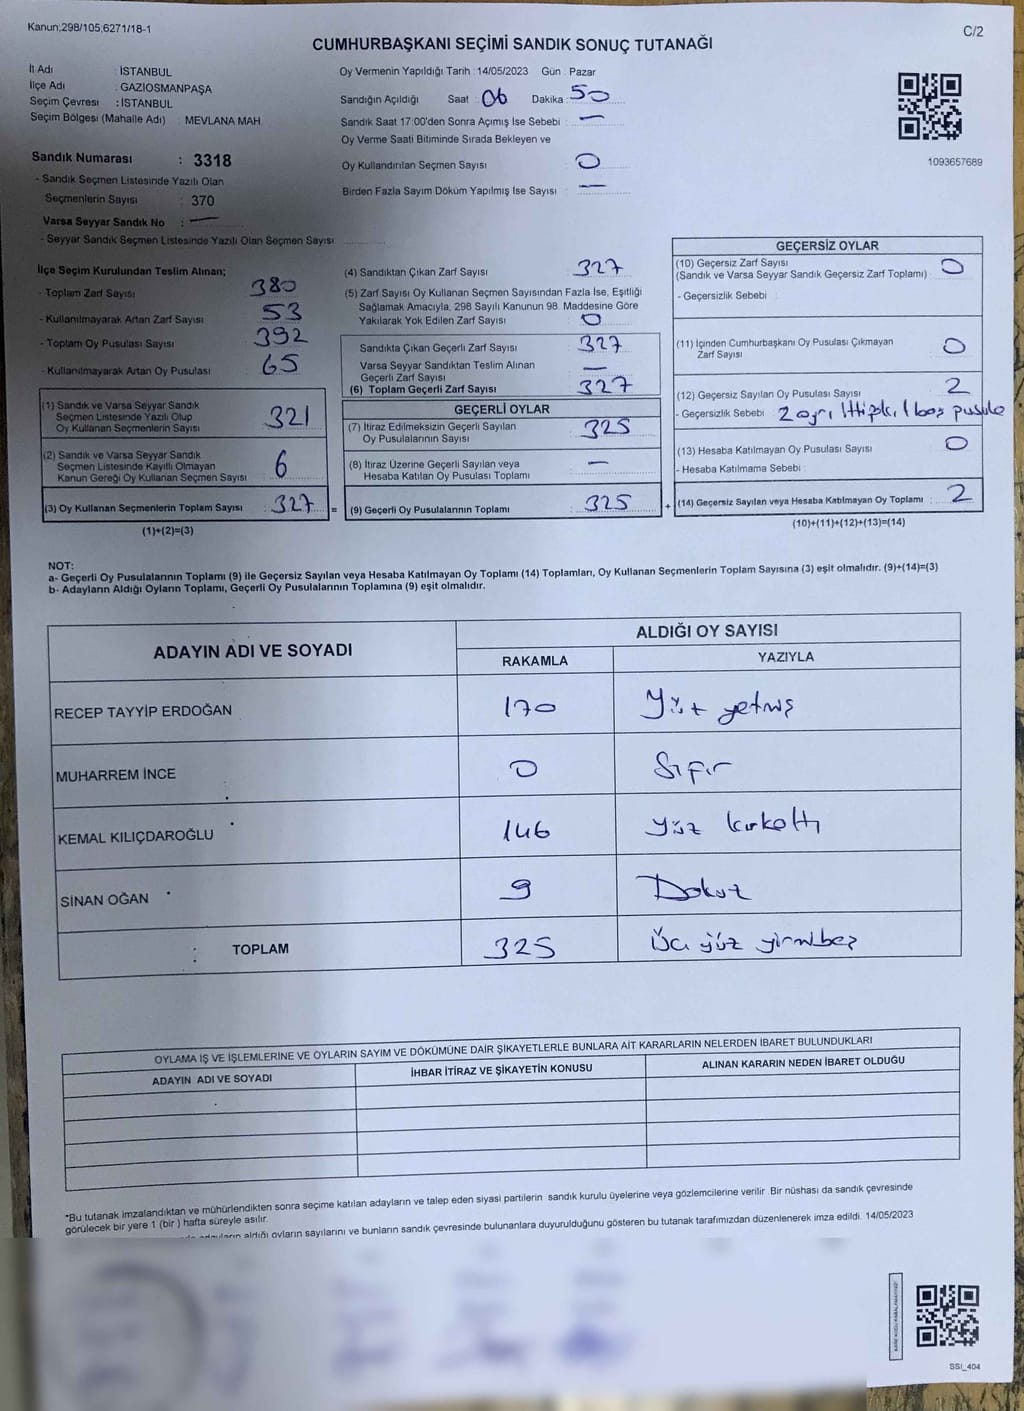 Kanun;298/105,6271/18-1
C/2
CUMHURBAŞKANI SEÇİMİ SANDIK SONUÇ TUTANAĞI
İl Adı : İSTANBUL
İlçe Adı : GAZİOSMANPAŞA
Seçim Çevresi : İSTANBUL
Seçim Bölgesi (Mahalle Adı) : MEVLANA MAH.
Sandık Numarası : 3318
- Sandık Seçmen Listesinde Yazılı Olan
Seçmenlerin Sayısı : 370
Varsa Seyyar Sandık No : —
- Seyyar Sandık Seçmen Listesinde Yazılı Olan Seçmen Sayısı
Oy Vermenin Yapıldığı Tarih : 14/05/2023 Gün : Pazar
Sandığın Açıldığı Saat : 06 Dakika : 50
Sandık Saat 17:00'den Sonra Açımış İse Sebebi : —
Oy Verme Saati Bitiminde Sırada Bekleyen ve
Oy Kullandırılan Seçmen Sayısı : 0
Birden Fazla Sayım Döküm Yapılmış İse Sayısı : —
1093657689
İlçe Seçim Kurulundan Teslim Alınan;
- Toplam Zarf Sayısı : 380
- Kullanılmayarak Artan Zarf Sayısı : 53
- Toplam Oy Pusulası Sayısı : 392
- Kullanılmayarak Artan Oy Pusulası : 65
(1) Sandık ve Varsa Seyyar Sandık
Seçmen Listesinde Yazılı Olup
Oy Kullanan Seçmenlerin Sayısı : 321
(2) Sandık ve Varsa Seyyar Sandık
Seçmen Listesinde Kayıtlı Olmayan
Kanun Gereği Oy Kullanan Seçmen Sayısı : 6
(3) Oy Kullanan Seçmenlerin Toplam Sayısı : 327 =
(1)+(2)=(3)
(4) Sandıktan Çıkan Zarf Sayısı : 327
(5) Zarf Sayısı Oy Kullanan Seçmen Sayısından Fazla İse, Eşitliği
Sağlamak Amacıyla, 298 Sayılı Kanunun 98. Maddesine Göre
Yakılarak Yok Edilen Zarf Sayısı : 0
Sandıkta Çıkan Geçerli Zarf Sayısı : 327
Varsa Seyyar Sandıktan Teslim Alınan
Geçerli Zarf Sayısı : —
(6) Toplam Geçerli Zarf Sayısı : 327
GEÇERLİ OYLAR
(7) İtiraz Edilmeksizin Geçerli Sayılan
Oy Pusulalarının Sayısı : 325
(8) İtiraz Üzerine Geçerli Sayılan veya
Hesaba Katılan Oy Pusulası Toplamı : —
(9) Geçerli Oy Pusulalarının Toplamı : 325 +
GEÇERSİZ OYLAR
(10) Geçersiz Zarf Sayısı
(Sandık ve Varsa Seyyar Sandık Geçersiz Zarf Toplamı) : 0
- Geçersizlik Sebebi :
(11) İçinden Cumhurbaşkanı Oy Pusulası Çıkmayan
Zarf Sayısı : 0
(12) Geçersiz Sayılan Oy Pusulası Sayısı : 2
- Geçersizlik Sebebi : 2 ayrı ittifak, 1 boş pusula
(13) Hesaba Katılmayan Oy Pusulası Sayısı : 0
- Hesaba Katılmama Sebebi :
(14) Geçersiz Sayılan veya Hesaba Katılmayan Oy Toplamı : 2
(10)+(11)+(12)+(13)=(14)
NOT:
a- Geçerli Oy Pusulalarının Toplamı (9) ile Geçersiz Sayılan veya Hesaba Katılmayan Oy Toplamı (14) Toplamları, Oy Kullanan Seçmenlerin Toplam Sayısına (3) eşit olmalıdır. (9)+(14)=(3)
b- Adayların Aldığı Oyların Toplamı, Geçerli Oy Pusulalarının Toplamına (9) eşit olmalıdır.
ADAYIN ADI VE SOYADI
ALDIĞI OY SAYISI
RAKAMLA YAZIYLA
RECEP TAYYİP ERDOĞAN 170 Yüz yetmiş
MUHARREM İNCE 0 Sıfır
KEMAL KILIÇDAROĞLU 146 yüz kırkaltı
SİNAN OĞAN 9 Dokuz
: TOPLAM 325 Üç yüz yirmibeş
OYLAMA İŞ VE İŞLEMLERİNE VE OYLARIN SAYIM VE DÖKÜMÜNE DAİR ŞİKAYETLERLE BUNLARA AİT KARARLARIN NELERDEN İBARET BULUNDUKLARI
ADAYIN ADI VE SOYADI İHBAR İTİRAZ VE ŞİKAYETİN KONUSU ALINAN KARARIN NEDEN İBARET OLDUĞU
*Bu tutanak imzalandıktan ve mühürlendikten sonra seçime katılan adayların ve talep eden siyasi partilerin sandık kurulu üyelerine veya gözlemcilerine verilir. Bir nüshası da sandık çevresinde
görülecek bir yere 1 (bir ) hafta süreyle asılır.
aldığı oyların sayılarını ve bunların sandık çevresinde bulunanlara duyurulduğunu gösteren bu tutanak tarafımızdan düzenlenerek imza edildi. 14/05/2023
SSI_404